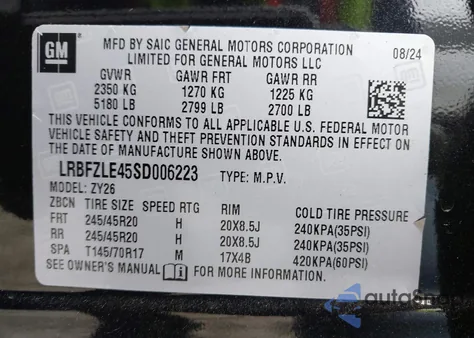 GM
MFD BY SAIC GENERAL MOTORS CORPORATION
LIMITED FOR GENERAL MOTORS LLC
08/24
GVWR GAWR FRT GAWR RR
2350 KG 1270 KG 1225 KG
5180 LB 2799 LB 2700 LB
THIS VEHICLE CONFORMS TO ALL APPLICABLE U.S. FEDERAL MOTOR
VEHICLE SAFETY AND THEFT PREVENTION STANDARDS IN EFFECT ON
THE DATE OF MANUFACTURE SHOWN ABOVE.
LRBFZLE45SD006223 TYPE: M.P.V.
MODEL: ZY26
ZBCN TIRE SIZE SPEED RTG RIM COLD TIRE PRESSURE
FRT 245/45R20 H 20X8.5J 240KPA(35PSI)
RR 245/45R20 H 20X8.5J 240KPA(35PSI)
SPA T145/70R17 M 17X4B 420KPA(60PSI)
SEE OWNER'S MANUAL FOR MORE INFORMATION